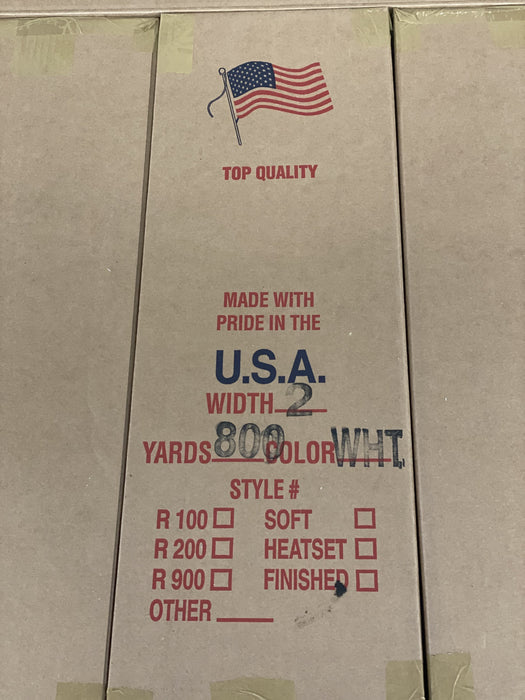 TOP QUALITY
MADE WITH
PRIDE IN THE
U.S.A.
WIDTH 2
YARDS 800 COLOR WHT.
STYLE #
R 100 SOFT
R 200 HEATSET
R 900 FINISHED
OTHER